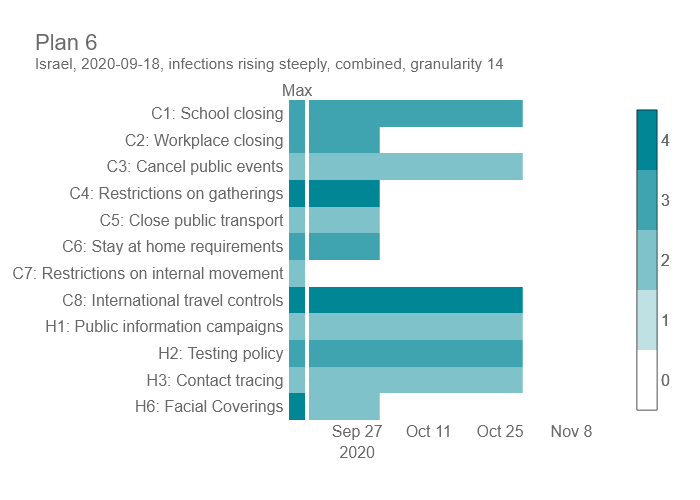 Plan 6
Israel, 2020-09-18, infections rising steeply, combined, granularity 14
Max
C1: School closing
C2: Workplace closing
C3: Cancel public events
C4: Restrictions on gatherings
C5: Close public transport
C6: Stay at home requirements
C7: Restrictions on internal movement
C8: International travel controls
H1: Public information campaigns
H2: Testing policy
H3: Contact tracing
H6: Facial Coverings
Sep 27 Oct 11 Oct 25 Nov 8
2020
4
3
2
1
0